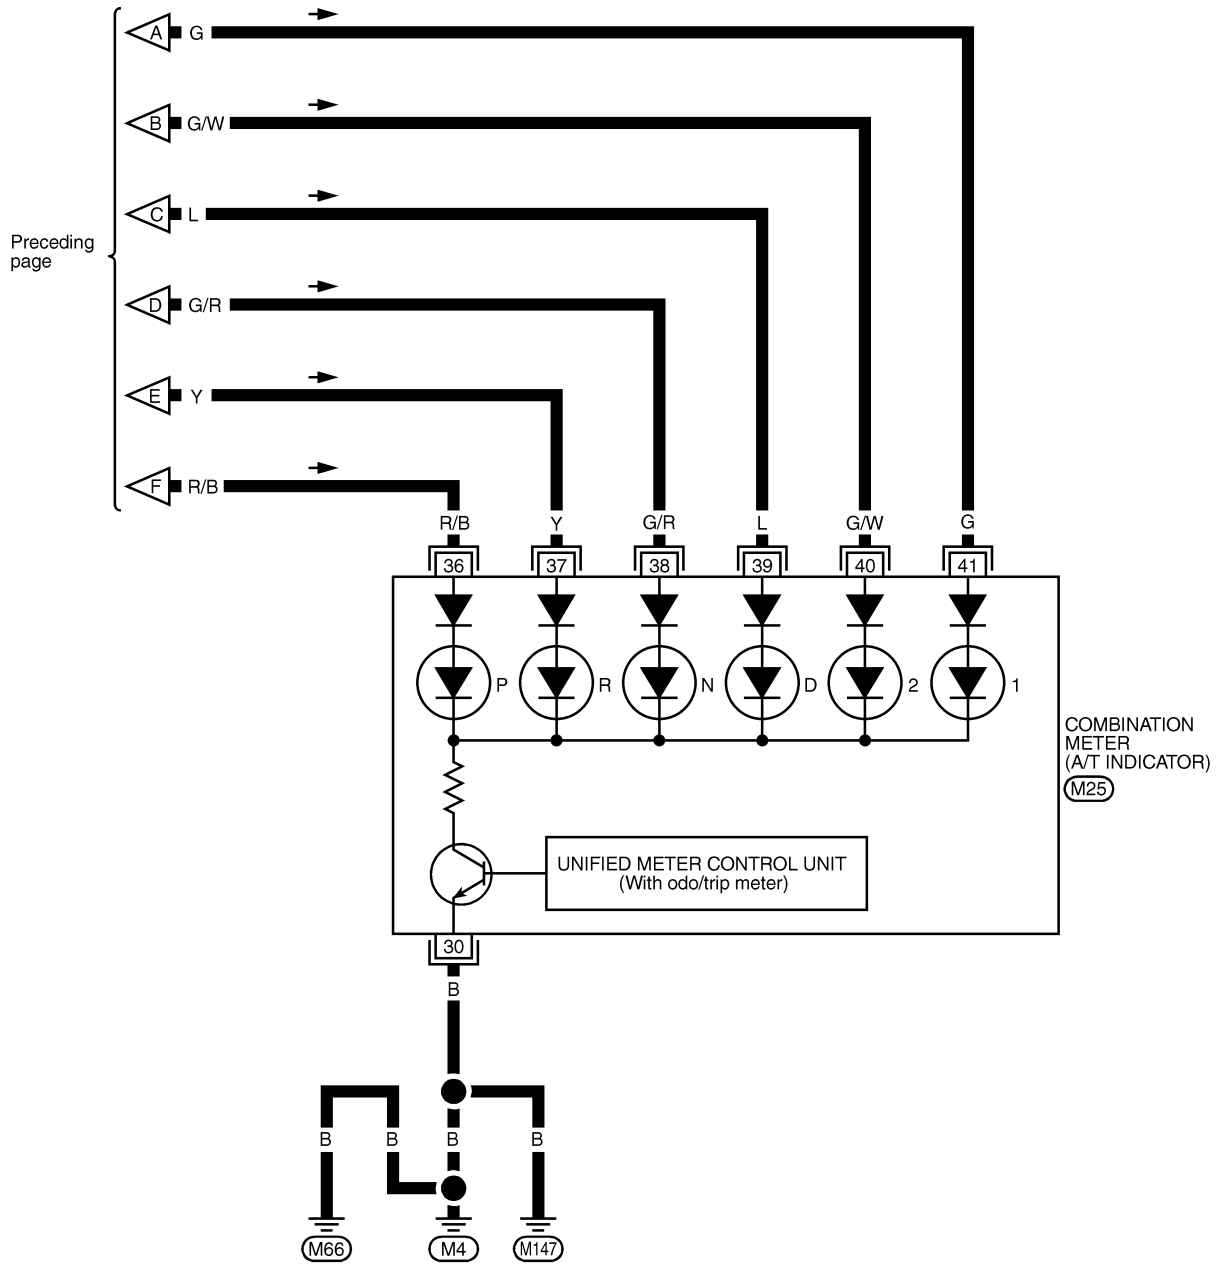 A G
B G/W
C L
Preceding
page
D G/R
E Y
F R/B
R/B Y G/R L G/W G
36 37 38 39 40 41
P R N D 2 1
COMBINATION
METER
(A/T INDICATOR)
M25
UNIFIED METER CONTROL UNIT
(With odo/trip meter)
30
B
B B B B
M66 M4 M147